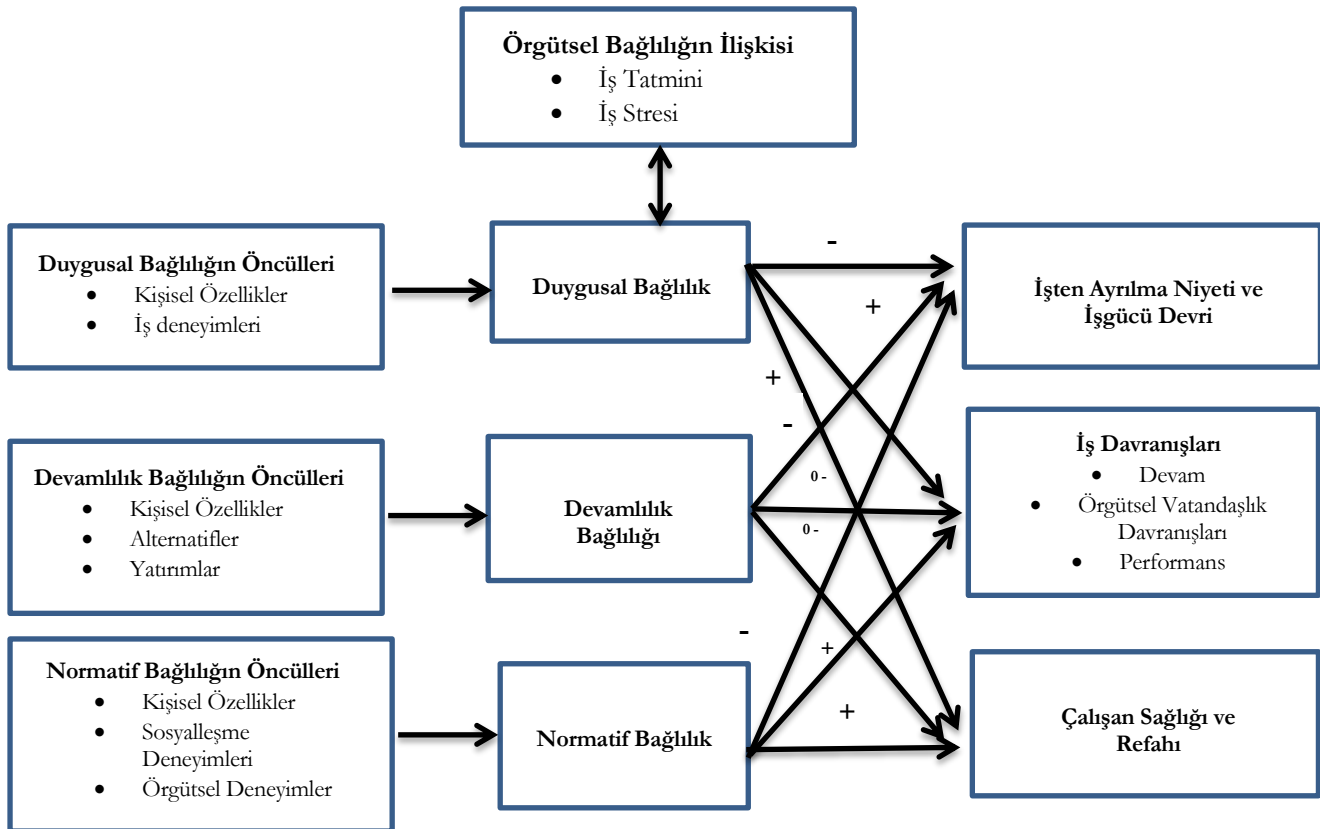 Örgütsel Bağlılığın İlişkisi
• İş Tatmini
• İş Stresi
Duygusal Bağlılığın Öncülleri
• Kişisel Özellikler
• İş deneyimleri
Duygusal Bağlılık
-
+
+
-
0 -
0 -
-
+
+
İşten Ayrılma Niyeti ve
İşgücü Devri
Devamlılık Bağlılığın Öncülleri
• Kişisel Özellikler
• Alternatifler
• Yatırımlar
Devamlılık
Bağlılığı
İş Davranışları
• Devam
• Örgütsel Vatandaşlık
Davranışları
• Performans
Normatif Bağlılığın Öncülleri
• Kişisel Özellikler
• Sosyalleşme
Deneyimleri
• Örgütsel Deneyimler
Normatif Bağlılık
Çalışan Sağlığı ve
Refahı